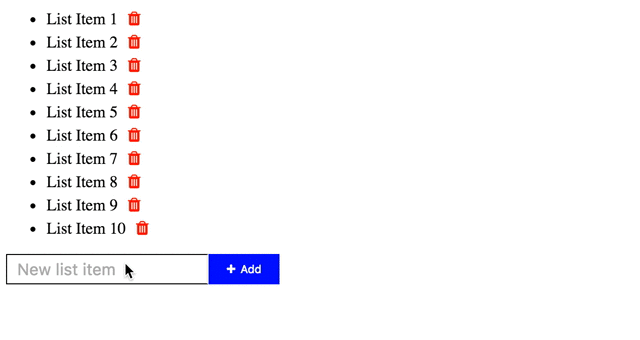 List Item 1
List Item 2
List Item 3
List Item 4
List Item 5
List Item 6
List Item 7
List Item 8
List Item 9
List Item 10
New list item
+ Add